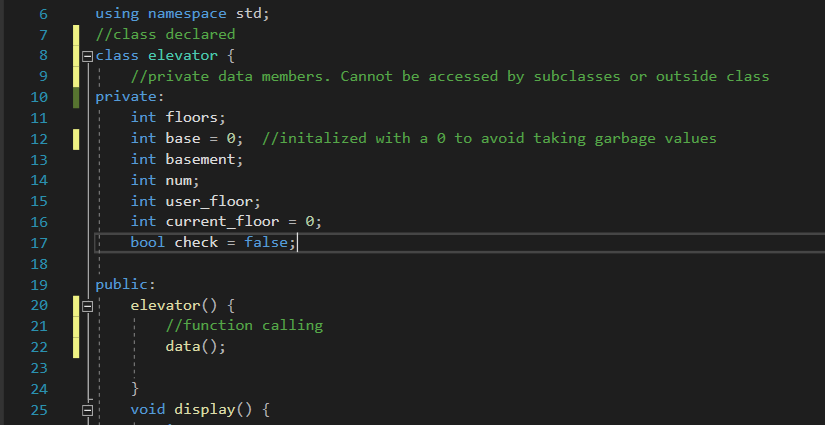 6 using namespace std;
7 //class declared
8 class elevator {
9 //private data members. Cannot be accessed by subclasses or outside class
10 private:
11 int floors;
12 int base = 0;  //initalized with a 0 to avoid taking garbage values
13 int basement;
14 int num;
15 int user_floor;
16 int current_floor = 0;
17 bool check = false;
18
19 public:
20 elevator() {
21 //function calling
22 data();
23
24 }
25 void display() {